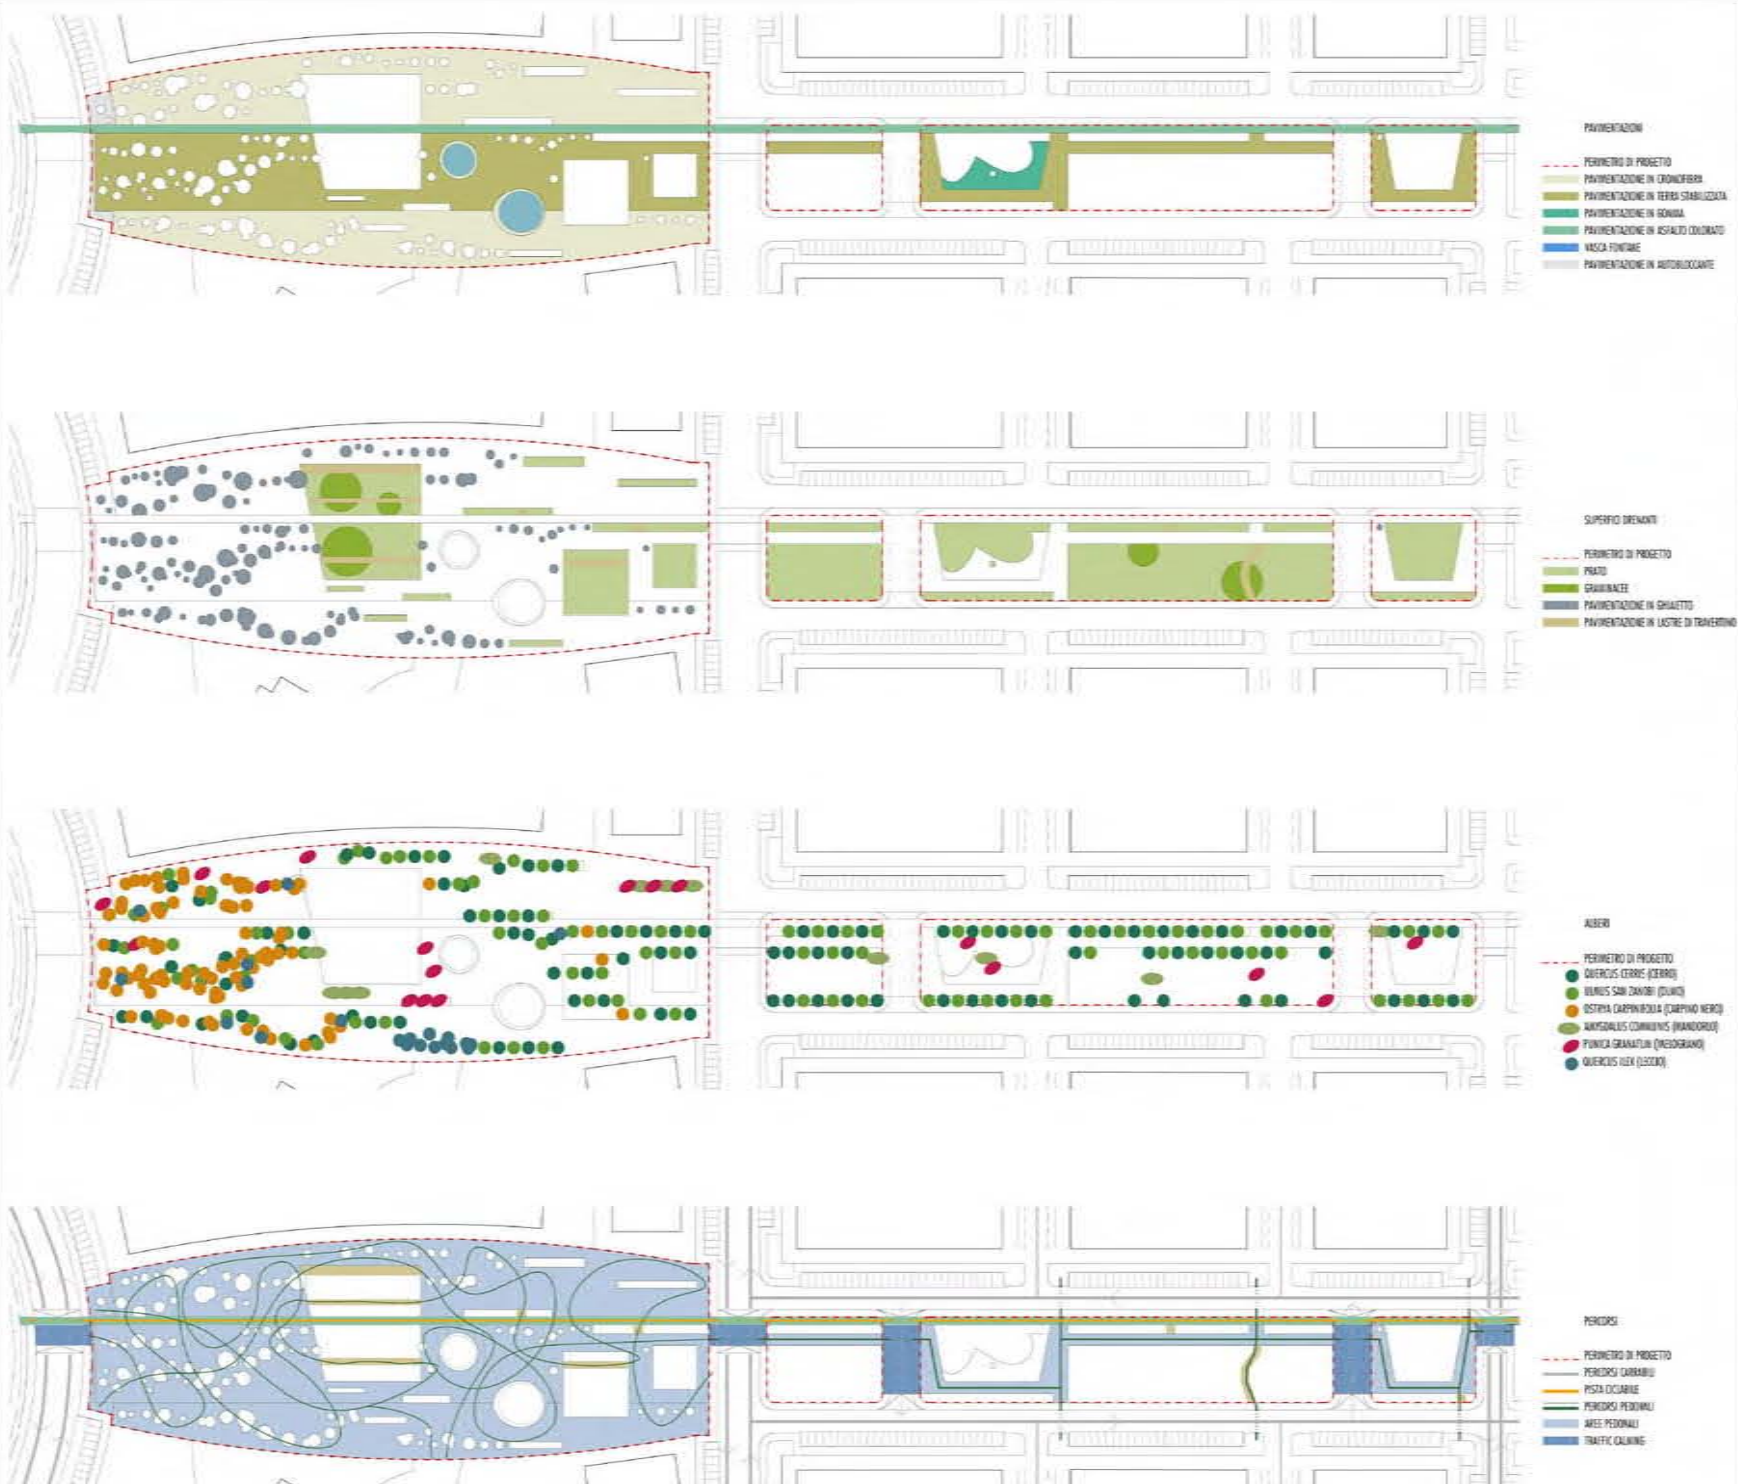 PAVIMENTAZIONI
PERIMETRO DI PROGETTO
PAVIMENTAZIONE IN CROMOFIBRA
PAVIMENTAZIONE IN TERRA STABILIZZATA
PAVIMENTAZIONE IN GOMMA
PAVIMENTAZIONE IN ASFALTO COLORATO
VASCA FONTANE
PAVIMENTAZIONE IN AUTOBLOCCANTE
SUPERFICI DRENANTI
PERIMETRO DI PROGETTO
PRATO
GRAMINACEE
PAVIMENTAZIONE IN GHIAIETTO
PAVIMENTAZIONE IN LASTRE DI TRAVERTINO
ALBERI
PERIMETRO DI PROGETTO
QUERCUS CERRIS (CERRO)
ULMUS SAN ZANOBI (OLMO)
OSTRYA CARPINIFOLIA (CARPINO NERO)
AMYGDALUS COMMUNIS (MANDORLO)
PUNICA GRANATUM (MELOGRANO)
QUERCUS ILEX (LECCIO)
PERCORSI
PERIMETRO DI PROGETTO
PERCORSI CARRABILI
PISTA CICLABILE
PERCORSI PEDONALI
AREE PEDONALI
TRAFFIC CALMING